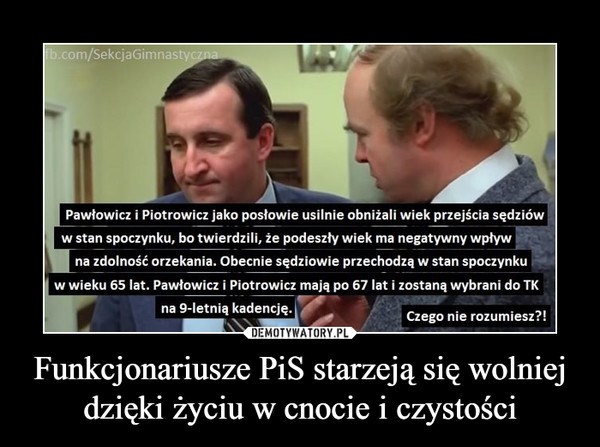 fb.com/SekcjaGimnastyczna
Pawłowicz i Piotrowicz jako posłowie usilnie obniżali wiek przejścia sędziów
w stan spoczynku, bo twierdzili, że podeszły wiek ma negatywny wpływ
na zdolność orzekania. Obecnie sędziowie przechodzą w stan spoczynku
w wieku 65 lat. Pawłowicz i Piotrowicz mają po 67 lat i zostaną wybrani do TK
na 9-letnią kadencję.
Czego nie rozumiesz?!
DEMOTYWATORY.PL
Funkcjonariusze PiS starzeją się wolniej
dzięki życiu w cnocie i czystości